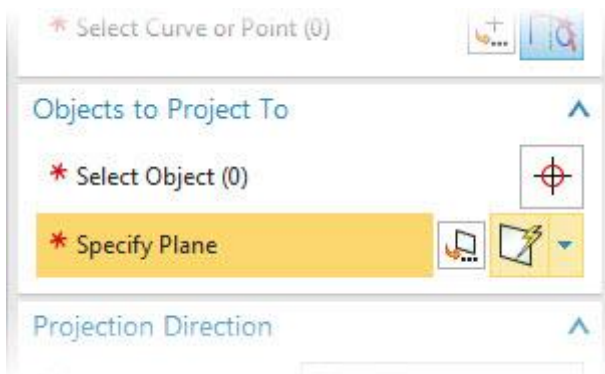 * Select Curve or Point (0)
Objects to Project To
* Select Object (0)
* Specify Plane
Projection Direction